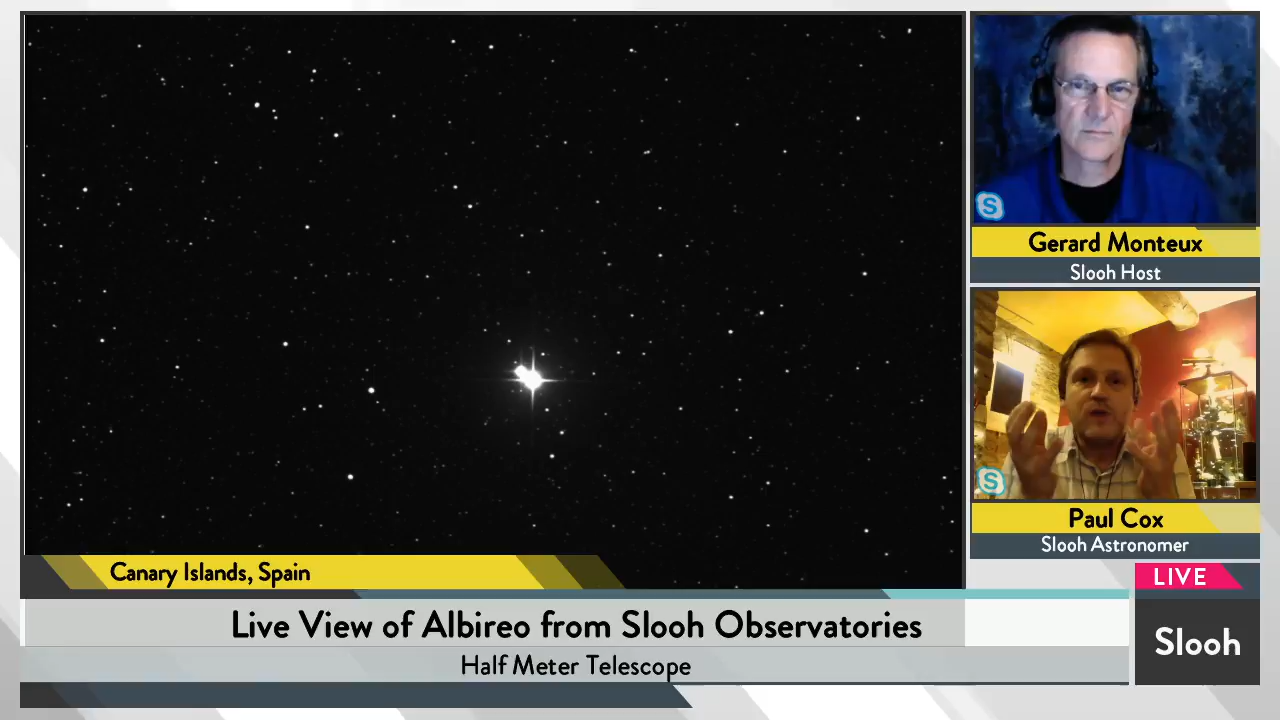 Gerard Monteux
Slooh Host
Paul Cox
Slooh Astronomer
Canary Islands, Spain
LIVE
Live View of Albireo from Slooh Observatories
Slooh
Half Meter Telescope